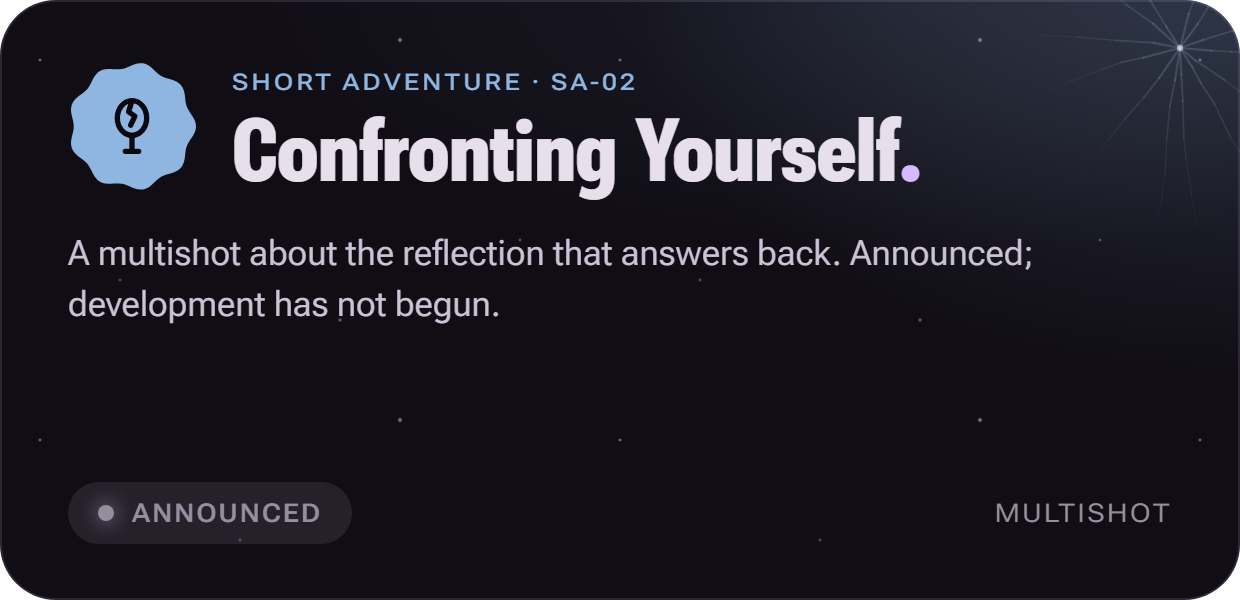 SHORT ADVENTURE · SA-02
Confronting Yourself.
A multishot about the reflection that answers back. Announced;
development has not begun.
ANNOUNCED
MULTISHOT